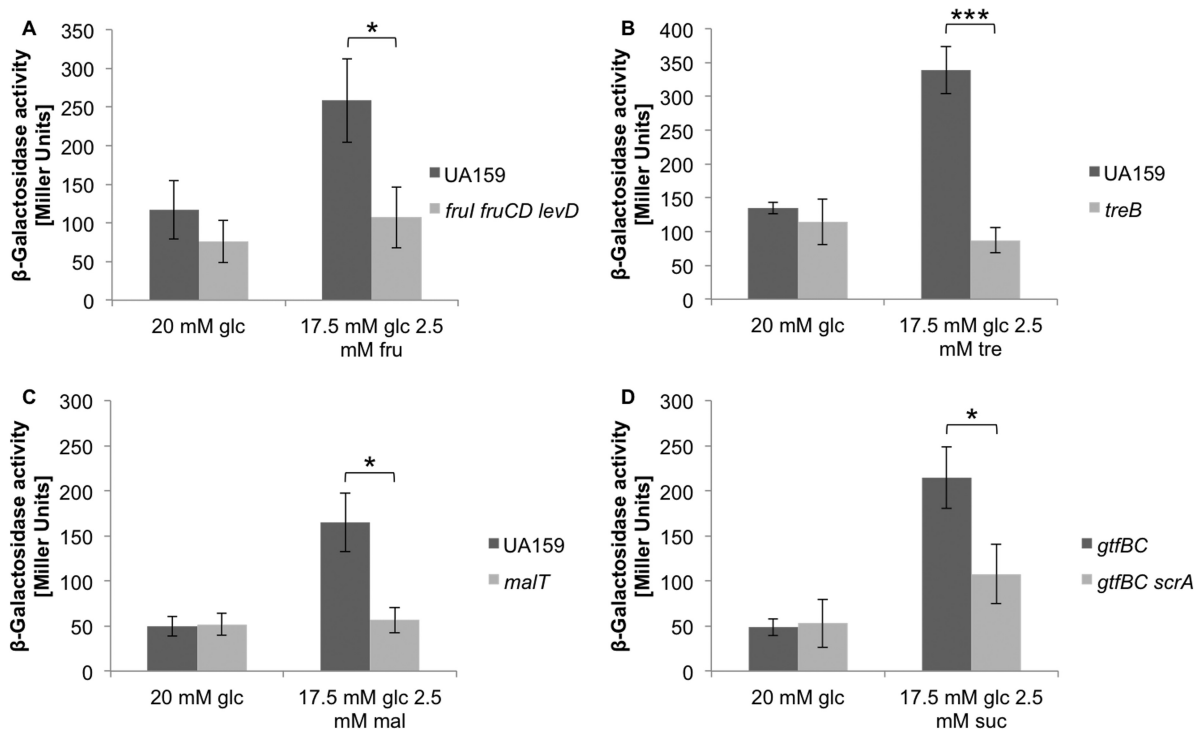 A
β-Galactosidase activity
[Miller Units]
350
300
250
200
150
100
50
0
*
20 mM glc
17.5 mM glc 2.5
mM fru
UA159
fruI fruCD levD
B
β-Galactosidase activity
[Miller Units]
400
350
300
250
200
150
100
50
0
***
20 mM glc
17.5 mM glc 2.5
mM tre
UA159
treB
C
β-Galactosidase activity
[Miller Units]
300
250
200
150
100
50
0
*
20 mM glc
17.5 mM glc 2.5
mM mal
UA159
malT
D
β-Galactosidase activity
[Miller Units]
300
250
200
150
100
50
0
*
20 mM glc
17.5 mM glc 2.5
mM suc
gtfBC
gtfBC scrA